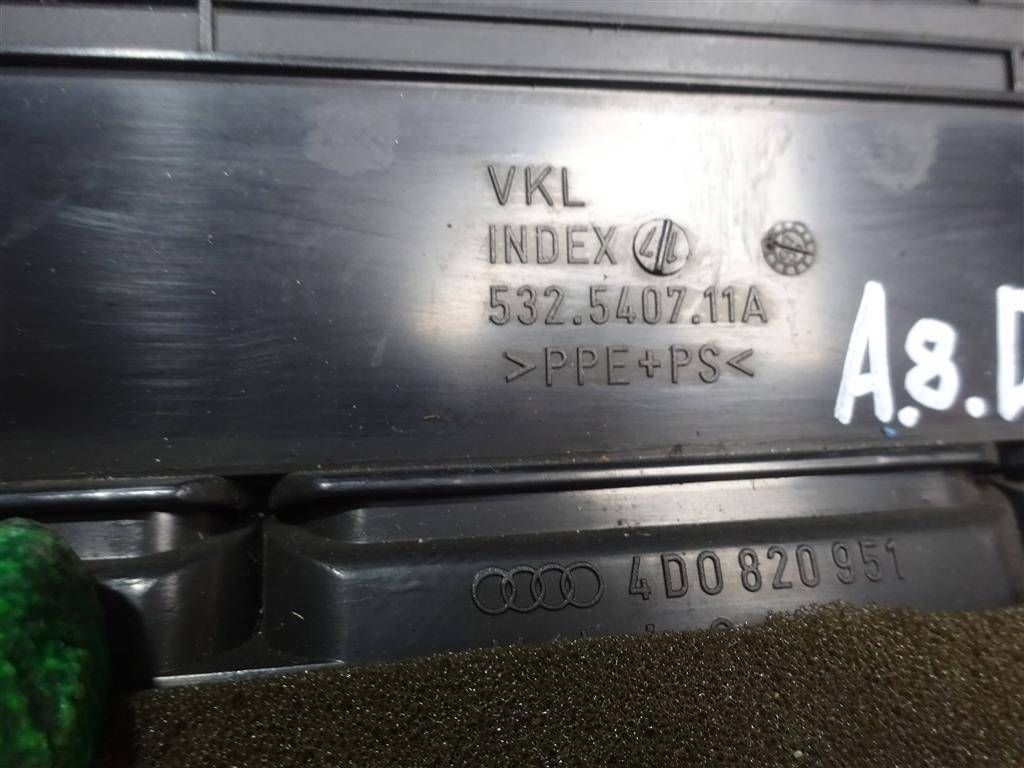 VKL
INDEX
532.5407.11A
>PPE+PS<
A.8.D
4D0 820 951